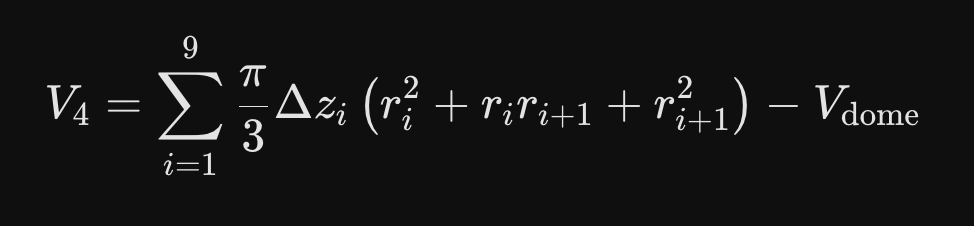 $V_4 = \sum_{i=1}^{9} \frac{\pi}{3} \Delta z_i \left( r_i^2 + r_i r_{i+1} + r_{i+1}^2 \right) - V_{\text{dome}}$